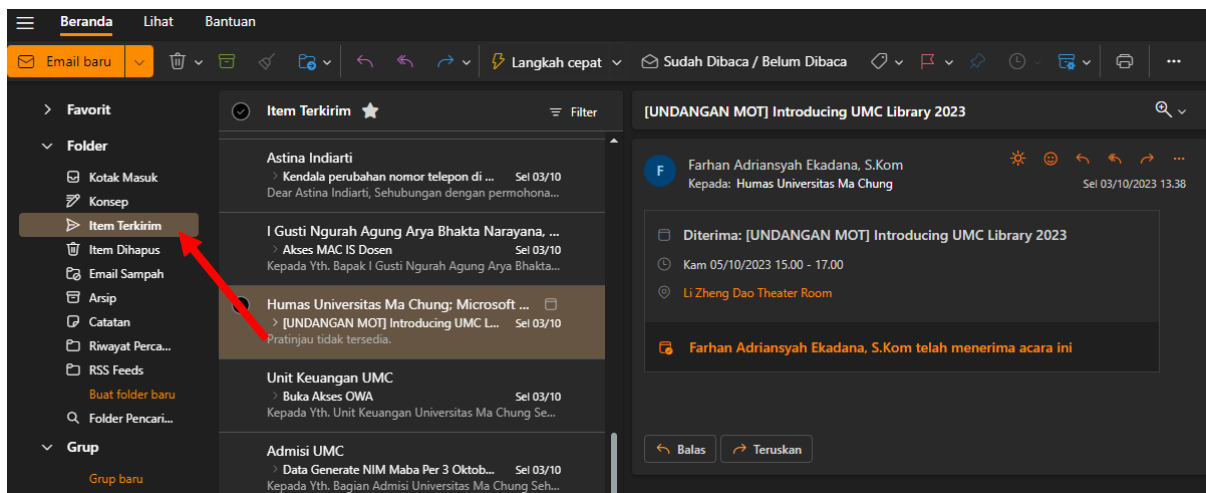 Beranda Lihat Bantuan
Email baru Langkah cepat Sudah Dibaca / Belum Dibaca
Favorit
Folder
Kotak Masuk
Konsep
Item Terkirim
Item Dihapus
Email Sampah
Arsip
Catatan
Riwayat Perca...
RSS Feeds
Buat folder baru
Folder Pencari...
Grup
Grup baru
Item Terkirim Filter
Astina Indiarti
Kendala perubahan nomor telepon di ... Sel 03/10
Dear Astina Indiarti, Sehubungan dengan permohona...
I Gusti Ngurah Agung Arya Bhakta Narayana, ...
Akses MAC IS Dosen Sel 03/10
Kepada Yth. Bapak I Gusti Ngurah Agung Arya Bhakta...
Humas Universitas Ma Chung; Microsoft ...
[UNDANGAN MOT] Introducing UMC L... Sel 03/10
Pratinjau tidak tersedia.
Unit Keuangan UMC
Buka Akses OWA Sel 03/10
Kepada Yth. Unit Keuangan Universitas Ma Chung Se...
Admisi UMC
Data Generate NIM Maba Per 3 Oktob... Sel 03/10
Kepada Yth. Bagian Admisi Universitas Ma Chung Seh...
[UNDANGAN MOT] Introducing UMC Library 2023
F
Farhan Adriansyah Ekadana, S.Kom
Kepada: Humas Universitas Ma Chung Sel 03/10/2023 13.38
Diterima: [UNDANGAN MOT] Introducing UMC Library 2023
Kam 05/10/2023 15.00 - 17.00
Li Zheng Dao Theater Room
Farhan Adriansyah Ekadana, S.Kom telah menerima acara ini
Balas Teruskan